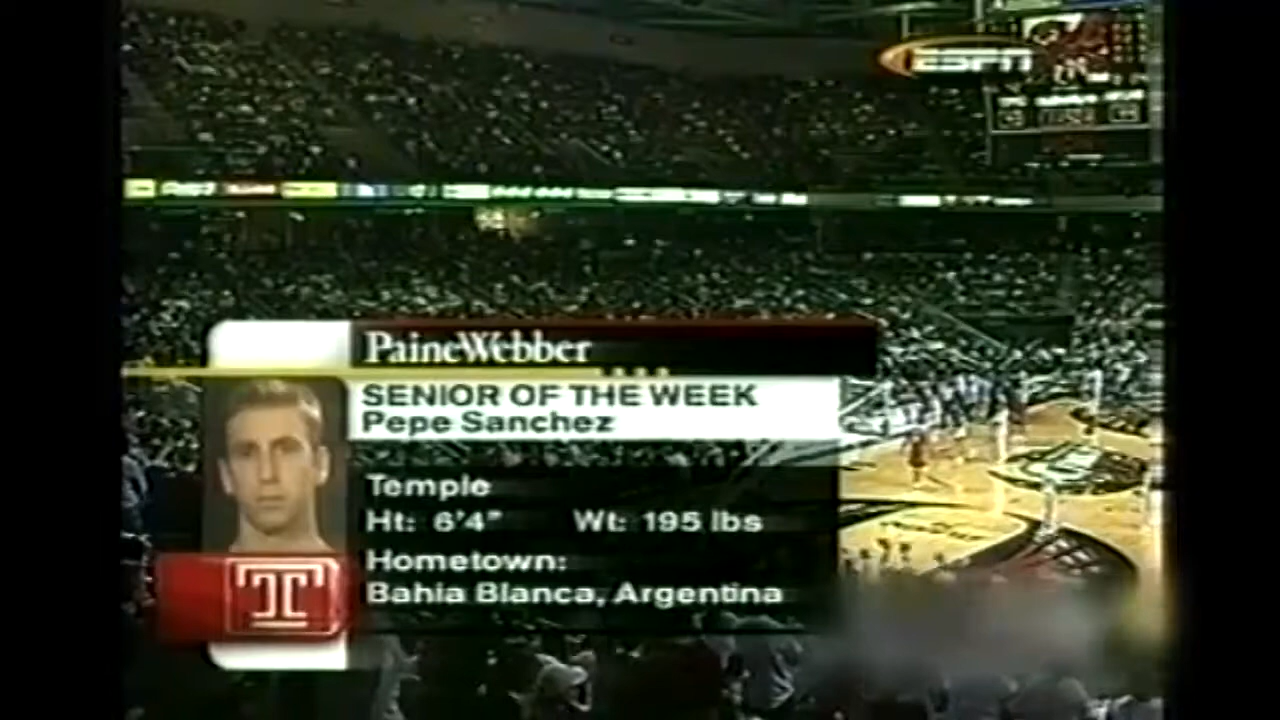 ESPN
PaineWebber
SENIOR OF THE WEEK
Pepe Sanchez
Temple
Ht: 6'4" Wt: 195 lbs
Hometown:
Bahia Blanca, Argentina
T